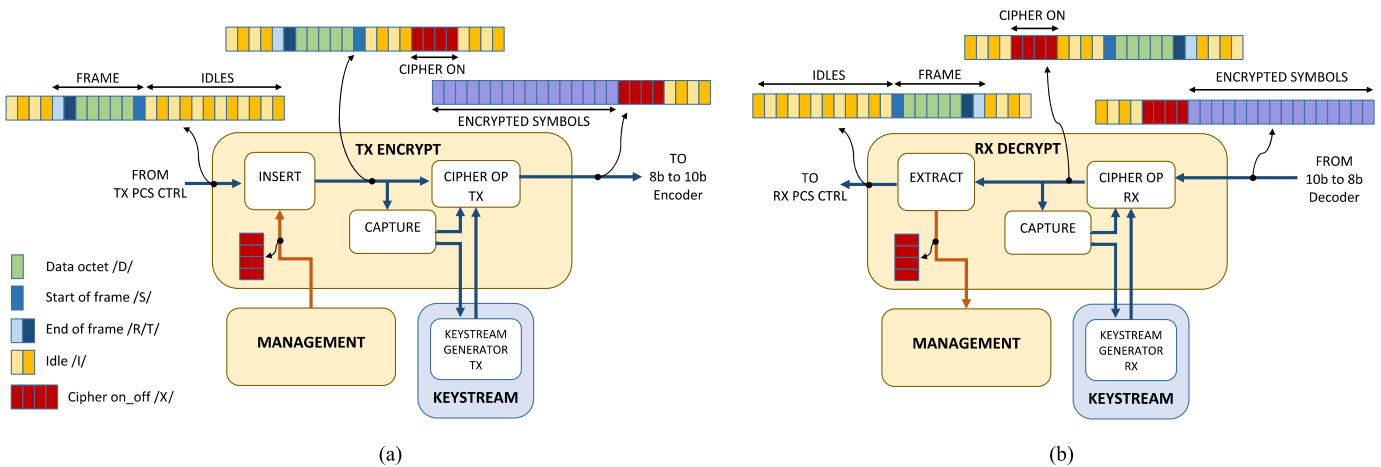 FRAME
IDLES
CIPHER ON
ENCRYPTED SYMBOLS
TX ENCRYPT
FROM
TX PCS CTRL
INSERT
CIPHER OP
TX
TO
8b to 10b
Encoder
CAPTURE
Data octet /D/
Start of frame /S/
End of frame /R/T/
Idle /I/
Cipher on_off /X/
MANAGEMENT
KEYSTREAM
GENERATOR
TX
KEYSTREAM
(a)
CIPHER ON
IDLES
FRAME
ENCRYPTED SYMBOLS
RX DECRYPT
TO
RX PCS CTRL
EXTRACT
CIPHER OP
RX
FROM
10b to 8b
Decoder
CAPTURE
MANAGEMENT
KEYSTREAM
GENERATOR
RX
KEYSTREAM
(b)